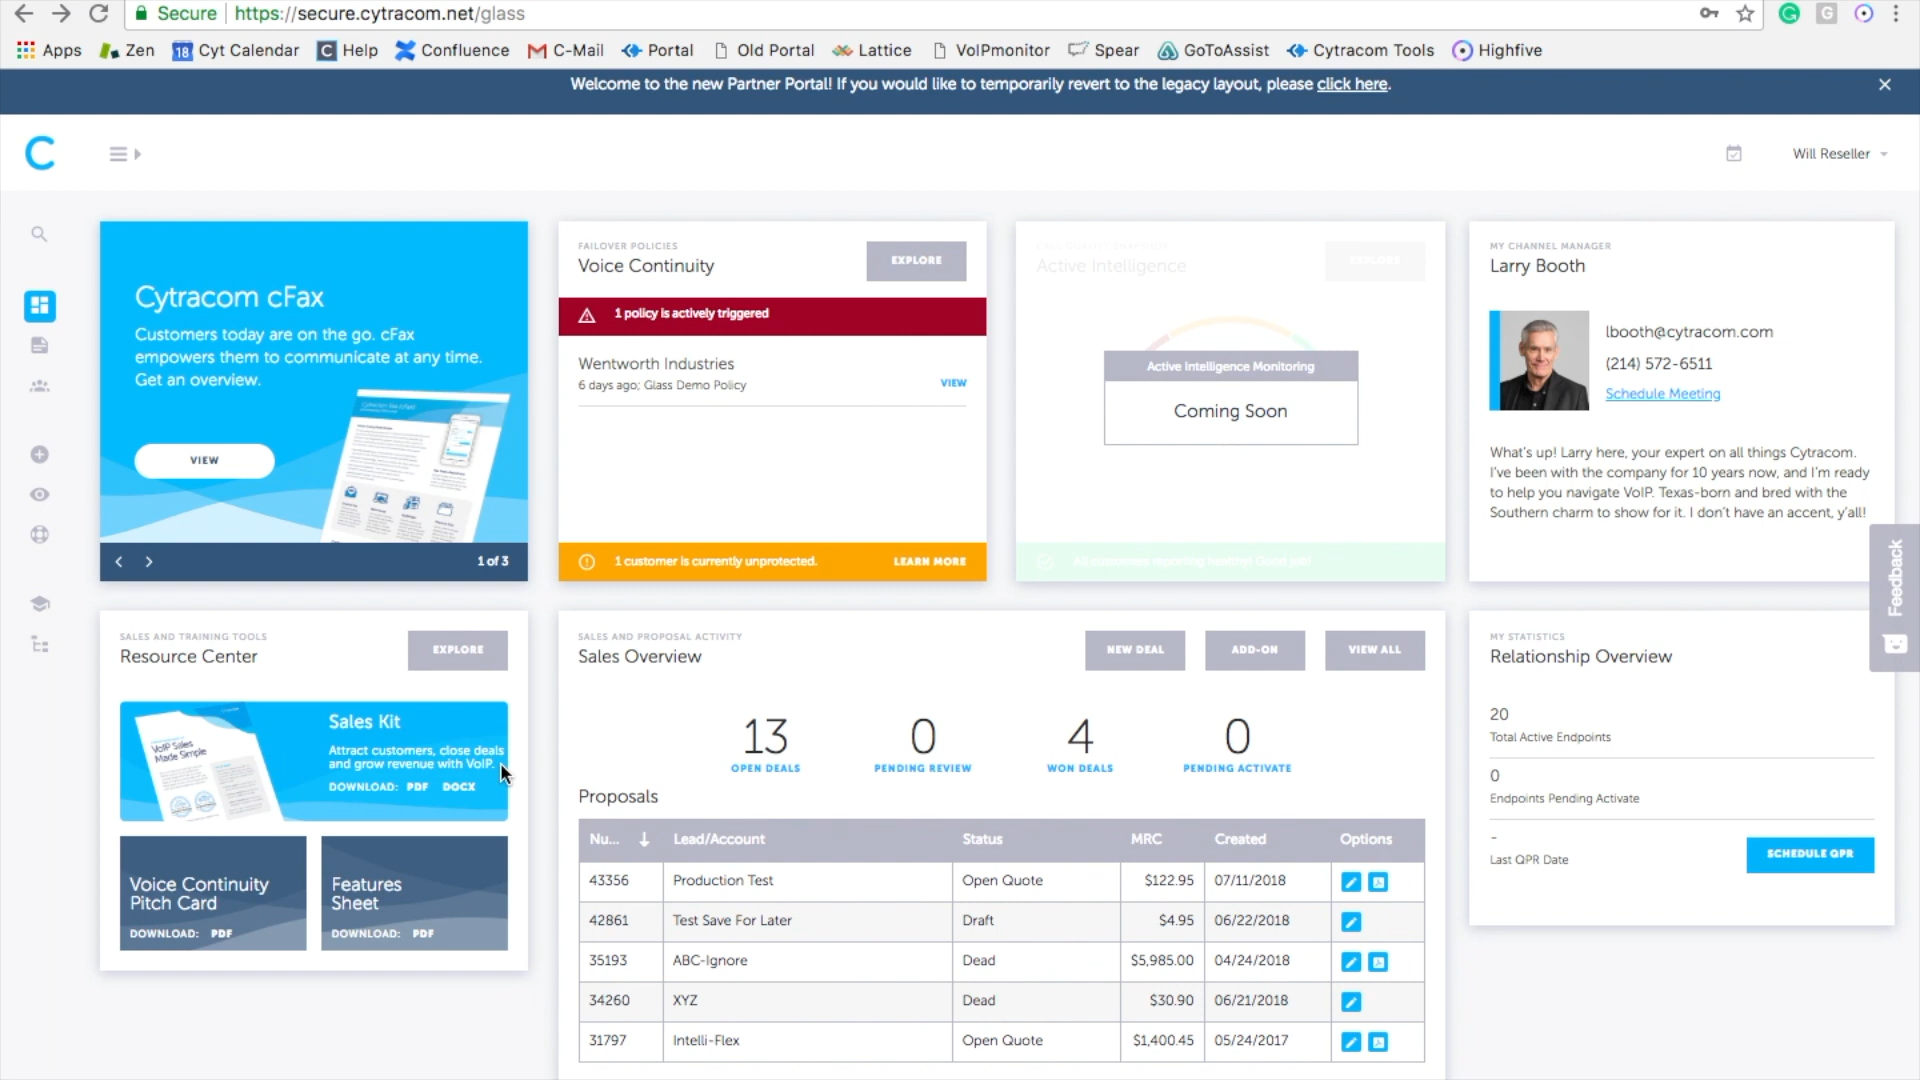 Secure | https://secure.cytracom.net/glass
Apps Zen 18 Cyt Calendar C Help Confluence C-Mail Portal Old Portal Lattice VoIPmonitor Spear GoToAssist Cytracom Tools Highfive
Welcome to the new Partner Portal! If you would like to temporarily revert to the legacy layout, please click here.
C
Will Reseller
Cytracom cFax
Customers today are on the go. cFax
empowers them to communicate at any time.
Get an overview.
VIEW
1 of 3
FAILOVER POLICIES
Voice Continuity
EXPLORE
1 policy is actively triggered
Wentworth Industries
6 days ago; Glass Demo Policy
VIEW
1 customer is currently unprotected.
LEARN MORE
Active Intelligence
EXPLORE
Active Intelligence Monitoring
Coming Soon
All customers reporting healthy! Good job!
MY CHANNEL MANAGER
Larry Booth
lbooth@cytracom.com
(214) 572-6511
Schedule Meeting
What's up! Larry here, your expert on all things Cytracom.
I've been with the company for 10 years now, and I'm ready
to help you navigate VoIP. Texas-born and bred with the
Southern charm to show for it. I don't have an accent, y'all!
Feedback
SALES AND TRAINING TOOLS
Resource Center
EXPLORE
VoIP Sales
Made Simple
Sales Kit
Attract customers, close deals
and grow revenue with VoIP.
DOWNLOAD: PDF DOCX
Voice Continuity
Pitch Card
DOWNLOAD: PDF
Features
Sheet
DOWNLOAD: PDF
SALES AND PROPOSAL ACTIVITY
Sales Overview
NEW DEAL
ADD-ON
VIEW ALL
13 0 4 0
OPEN DEALS PENDING REVIEW WON DEALS PENDING ACTIVATE
Proposals
Nu... Lead/Account Status MRC Created Options
43356 Production Test Open Quote $122.95 07/11/2018
42861 Test Save For Later Draft $4.95 06/22/2018
35193 ABC-Ignore Dead $5,985.00 04/24/2018
34260 XYZ Dead $30.90 06/21/2018
31797 Intelli-Flex Open Quote $1,400.45 05/24/2017
MY STATISTICS
Relationship Overview
20
Total Active Endpoints
0
Endpoints Pending Activate
-
Last QPR Date
SCHEDULE QPR